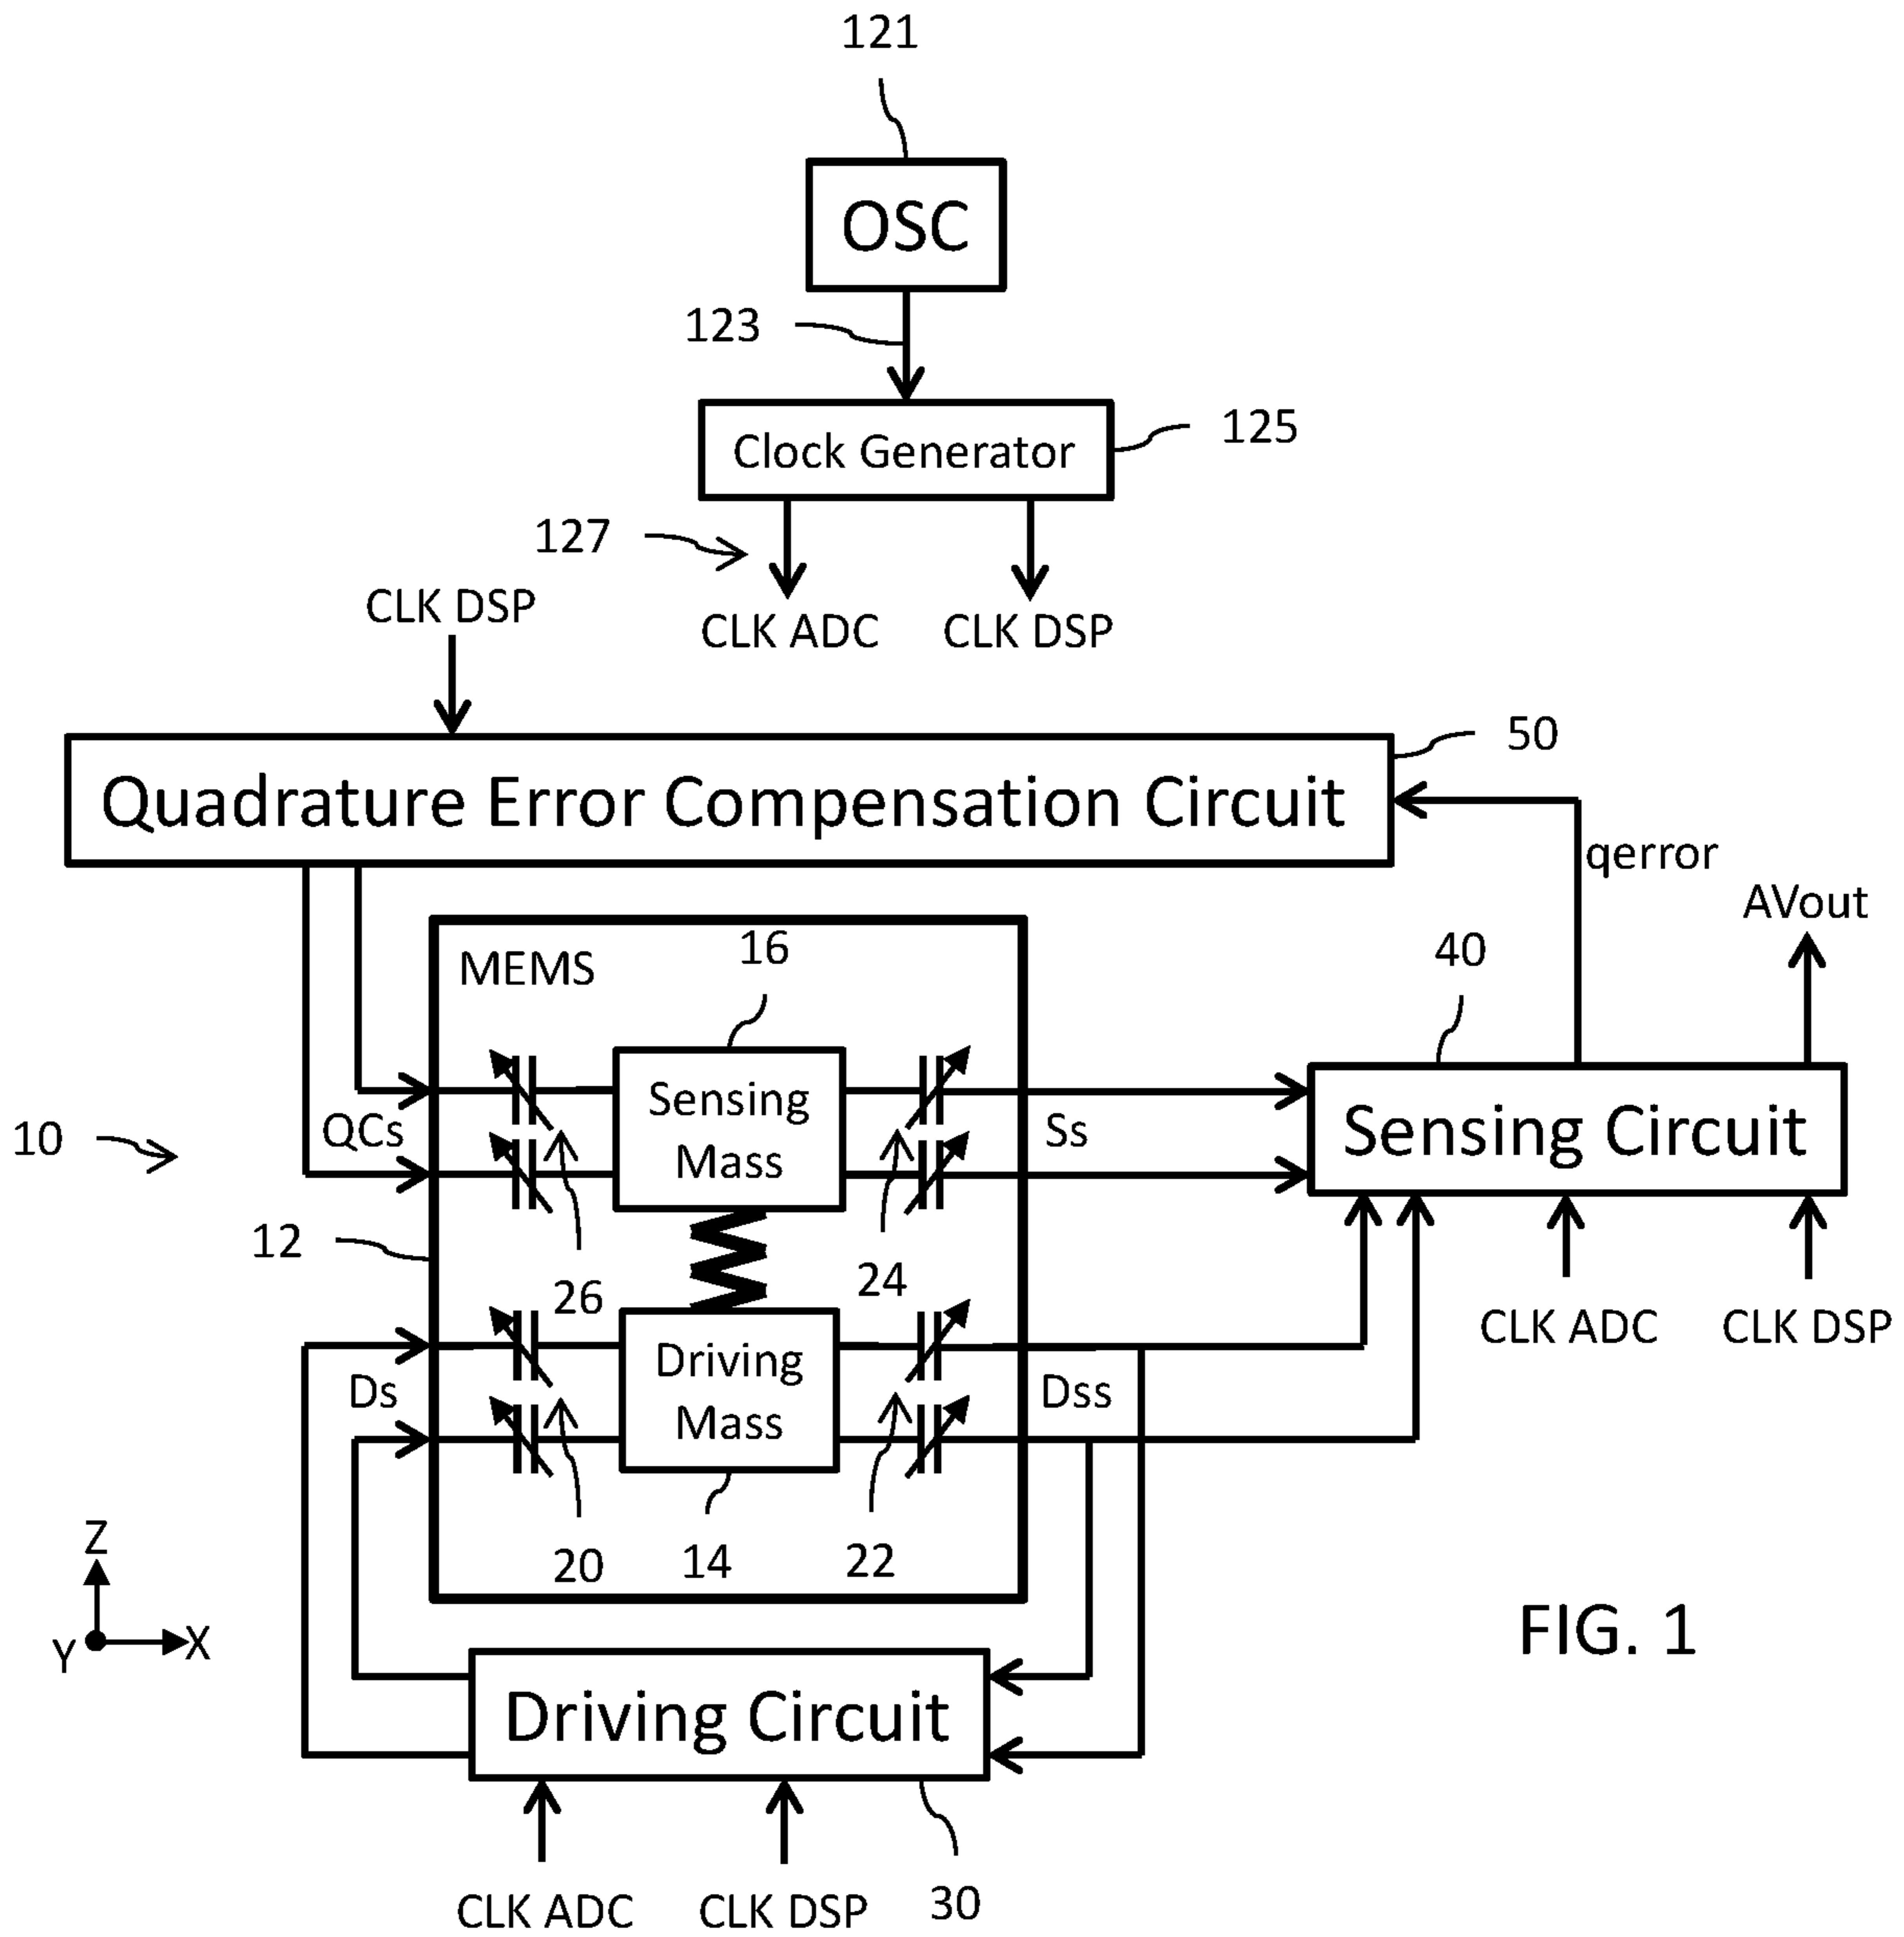 121
OSC
123
Clock Generator
125
127
CLK DSP
CLK ADC
CLK DSP
50
Quadrature Error Compensation Circuit
qerror
AVout
MEMS
16
40
Sensing
Mass
QCs
Ss
Sensing Circuit
10
12
26
24
CLK ADC
CLK DSP
Driving
Mass
Ds
Dss
20
14
22
Z
Y
X
FIG. 1
Driving Circuit
CLK ADC
CLK DSP
30